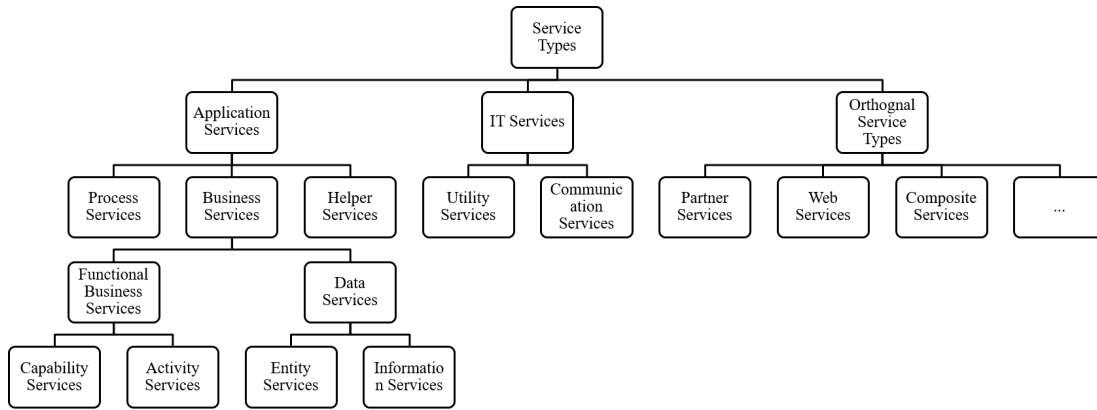 Service
Types
Application
Services
IT Services
Orthognal
Service
Types
Process
Services
Business
Services
Helper
Services
Utility
Services
Communic
ation
Services
Partner
Services
Web
Services
Composite
Services
...
Functional
Business
Services
Data
Services
Capability
Services
Activity
Services
Entity
Services
Informatio
n Services